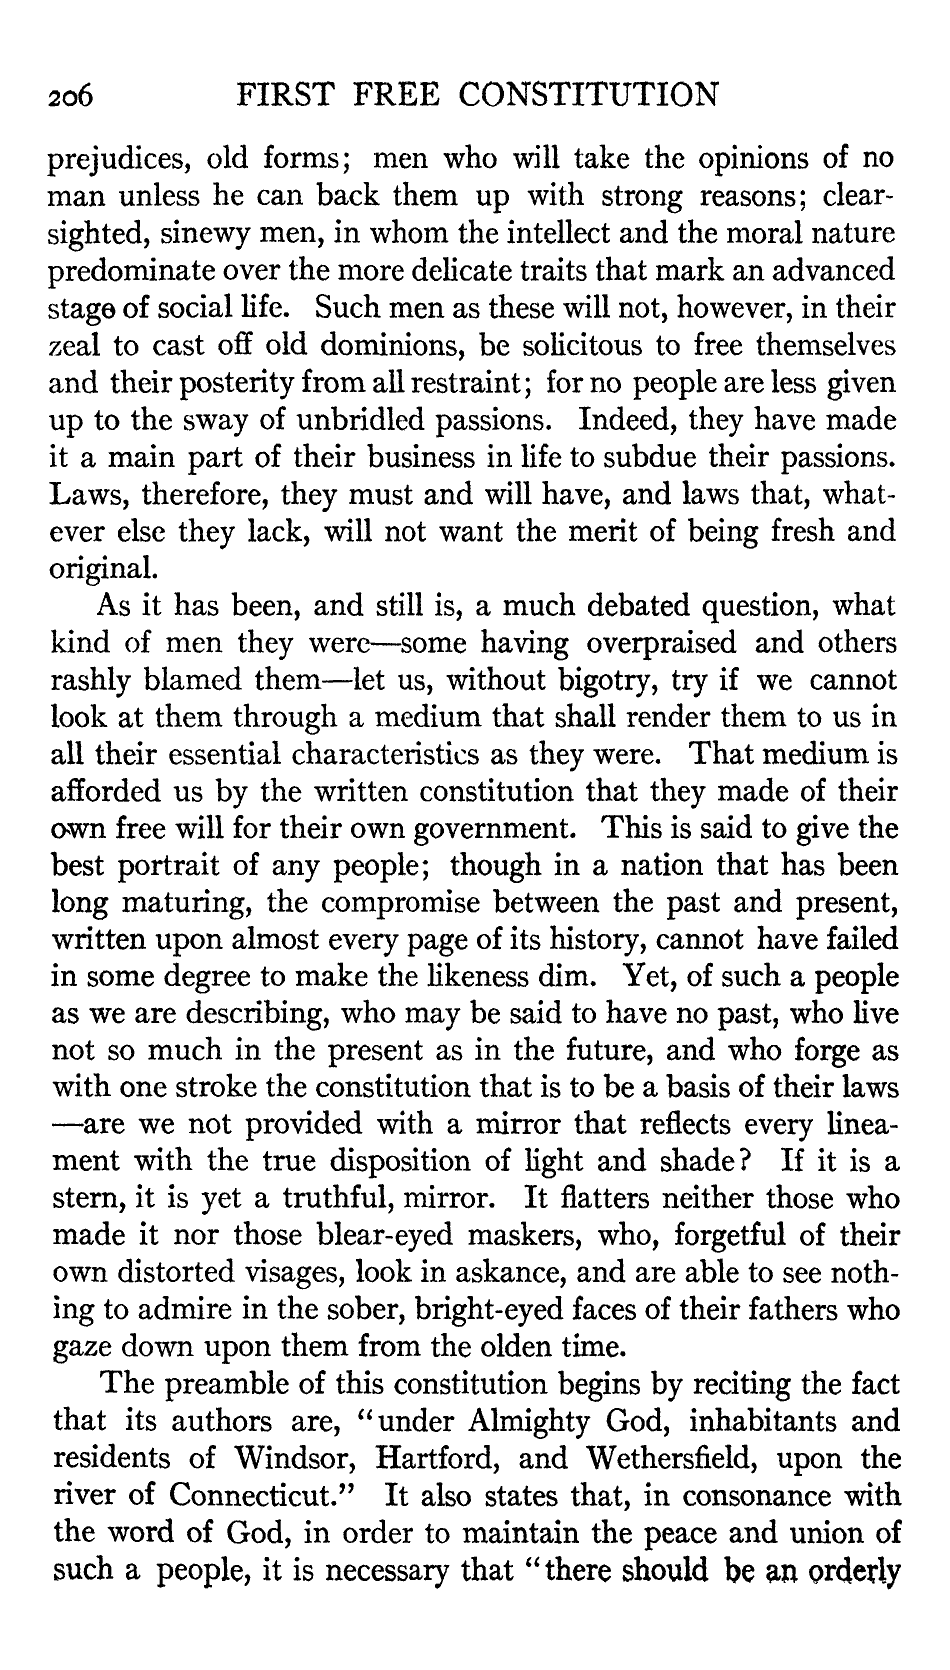 206 FIRST FREE CONSTITUTION
prejudices, old forms; men who will take the opinions of no
man unless he can back them up with strong reasons; clear-
sighted, sinewy men, in whom the intellect and the moral nature
predominate over the more delicate traits that mark an advanced
stage of social life. Such men as these will not, however, in their
zeal to cast off old dominions, be solicitous to free themselves
and their posterity from all restraint; for no people are less given
up to the sway of unbridled passions. Indeed, they have made
it a main part of their business in life to subdue their passions.
Laws, therefore, they must and will have, and laws that, what-
ever else they lack, will not want the merit of being fresh and
original.
As it has been, and still is, a much debated question, what
kind of men they were—some having overpraised and others
rashly blamed them—let us, without bigotry, try if we cannot
look at them through a medium that shall render them to us in
all their essential characteristics as they were. That medium is
afforded us by the written constitution that they made of their
own free will for their own government. This is said to give the
best portrait of any people; though in a nation that has been
long maturing, the compromise between the past and present,
written upon almost every page of its history, cannot have failed
in some degree to make the likeness dim. Yet, of such a people
as we are describing, who may be said to have no past, who live
not so much in the present as in the future, and who forge as
with one stroke the constitution that is to be a basis of their laws
—are we not provided with a mirror that reflects every linea-
ment with the true disposition of light and shade? If it is a
stern, it is yet a truthful, mirror. It flatters neither those who
made it nor those blear-eyed maskers, who, forgetful of their
own distorted visages, look in askance, and are able to see noth-
ing to admire in the sober, bright-eyed faces of their fathers who
gaze down upon them from the olden time.
The preamble of this constitution begins by reciting the fact
that its authors are, “under Almighty God, inhabitants and
residents of Windsor, Hartford, and Wethersfield, upon the
river of Connecticut.” It also states that, in consonance with
the word of God, in order to maintain the peace and union of
such a people, it is necessary that “there should be an orderly